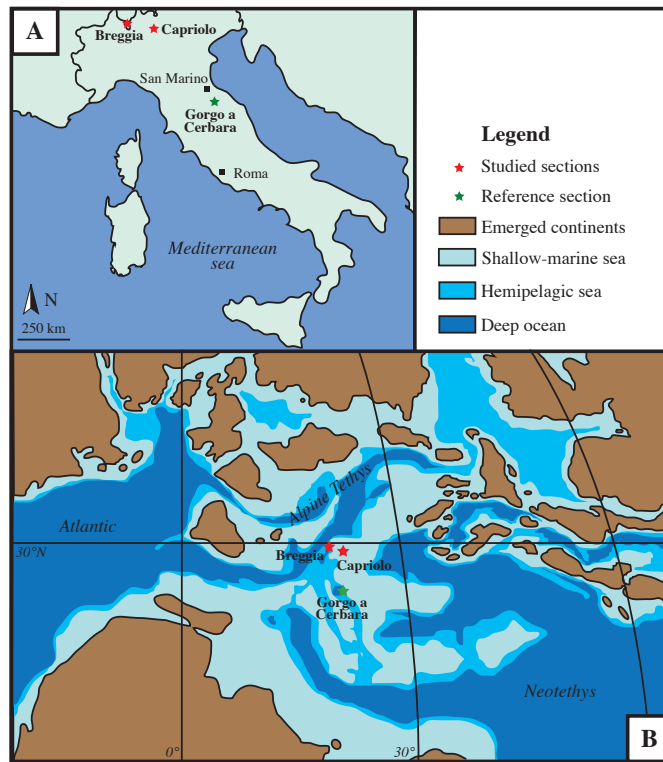 A
Breggia
Capriolo
San Marino
Gorgo a
Cerbara
Roma
Mediterranean
sea
N
250 km
Legend
Studied sections
Reference section
Emerged continents
Shallow-marine sea
Hemipelagic sea
Deep ocean
Alpine Tethys
Atlantic
30°N
Breggia
Capriolo
Gorgo a
Cerbara
Neotethys
0°
30°
B